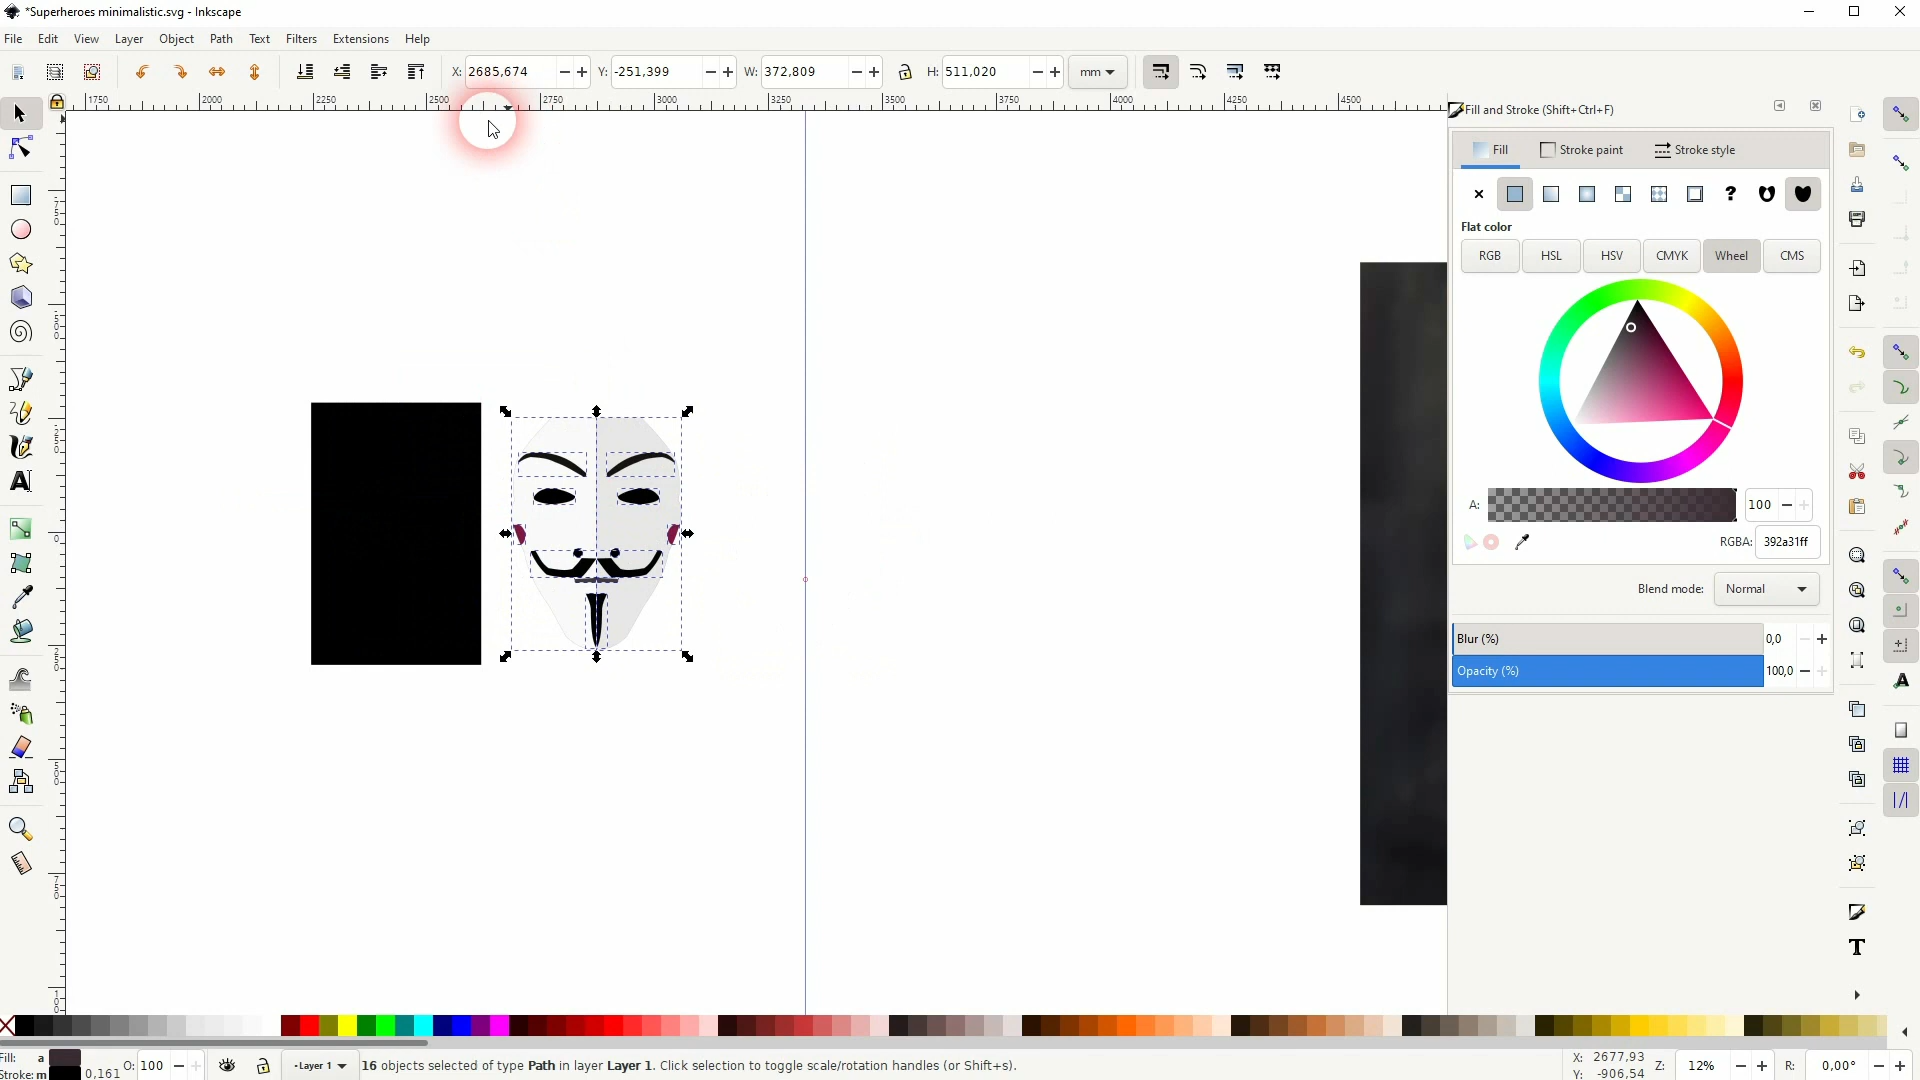 *Superheroes minimalistic.svg - Inkscape
File Edit View Layer Object Path Text Filters Extensions Help
X: 2685,674 Y: -251,399 W: 372,809 H: 511,020 mm
1750 2000 2250 2500 2750 3000 3250 3500 3750 4000 4250 4500
Fill and Stroke (Shift+Ctrl+F)
Fill Stroke paint Stroke style
Flat color
RGB HSL HSV CMYK Wheel CMS
A: 100
RGBA: 392a31ff
Blend mode: Normal
Blur (%) 0,0
Opacity (%) 100,0
Fill: a O: 100 Layer 1 16 objects selected of type Path in layer Layer 1. Click selection to toggle scale/rotation handles (or Shift+s). X: 2677,93 Z: 12% R: 0,00°
Stroke: m 0,161 Y: -906,54